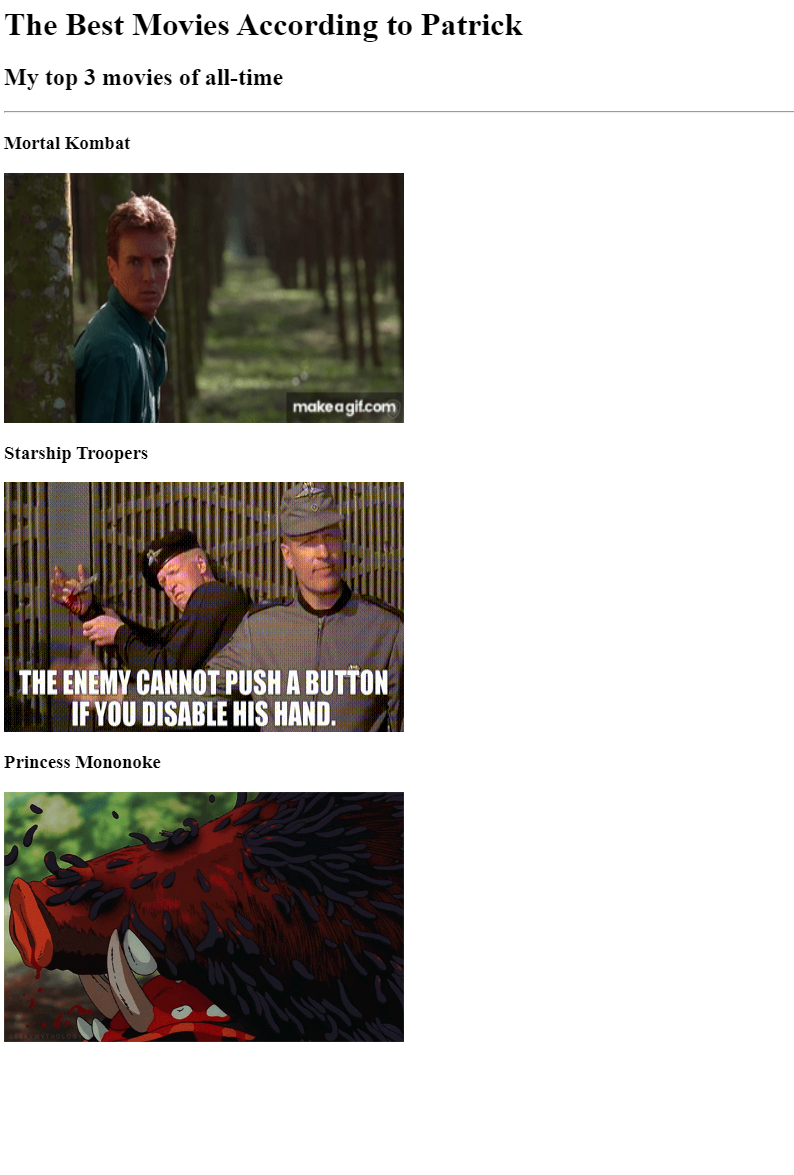 The Best Movies According to Patrick
My top 3 movies of all-time
Mortal Kombat
makeagif.com
Starship Troopers
THE ENEMY CANNOT PUSH A BUTTON
IF YOU DISABLE HIS HAND.
Princess Mononoke